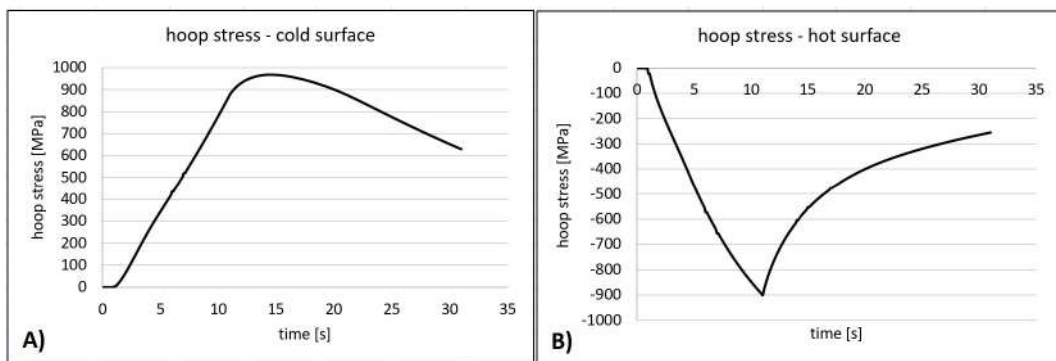 hoop stress - cold surface
1000
900
800
700
600
500
400
300
200
100
0
hoop stress [MPa]
0 5 10 15 20 25 30 35
time [s]
A)
hoop stress - hot surface
0
-100
-200
-300
-400
-500
-600
-700
-800
-900
-1000
hoop stress [MPa]
0 5 10 15 20 25 30 35
time [s]
B)